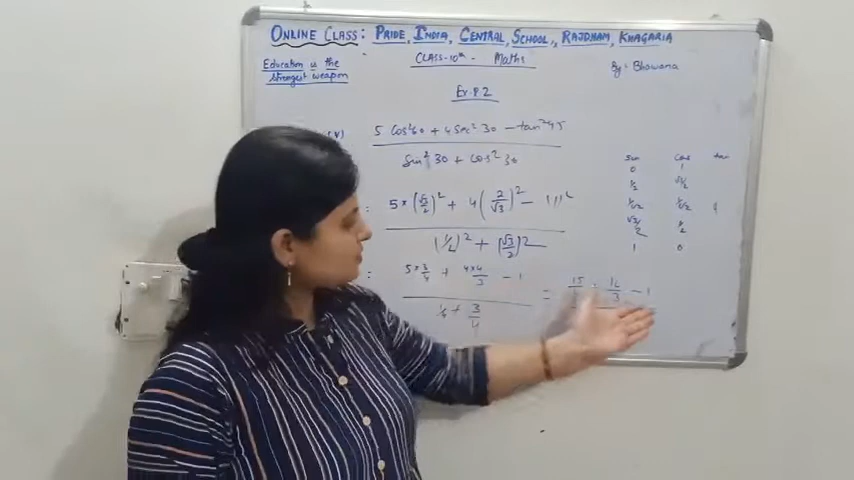 ONLINE CLASS: PRIDE INDIA CENTRAL SCHOOL, RAJDHAM, KHAGARIA
Education is the
strongest weapon
CLASS-10th - Maths
By: Bhawana
Ex-8.2
v)
5 cos²60 + 4 sec² 30 - tan² 45
sin² 30 + cos² 30
5 × (√3/2)² + 4 (2/√3)² - (1)²
(1/2)² + (√3/2)²
5×3/4 + 4×4/3 - 1
1/4 + 3/4
= 15/ + 16/3 - 1
sin cos tan
0 1
1/2 √3/2
1/√2 1/√2 1
√3/2 1/2
1 0